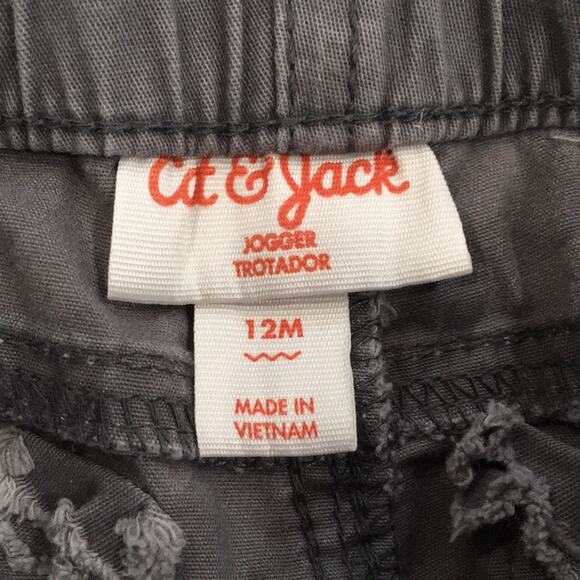 Cat & Jack
JOGGER
TROTADOR
12M
MADE IN
VIETNAM